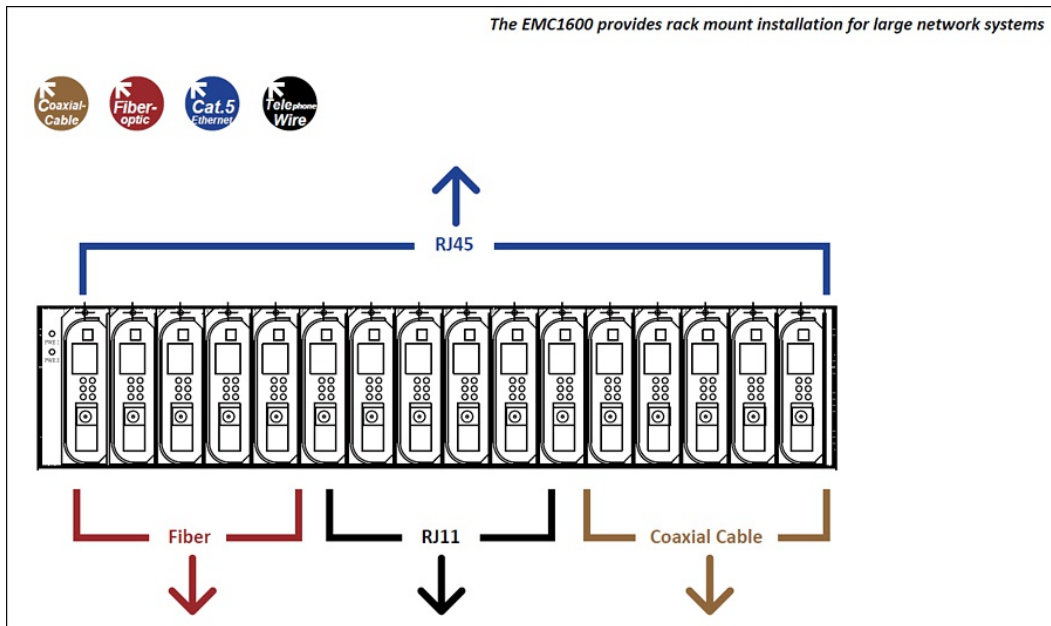 The EMC1600 provides rack mount installation for large network systems
Coaxial-
Cable
Fiber-
optic
Cat.5
Ethernet
Telephone
Wire
RJ45
Fiber
RJ11
Coaxial Cable